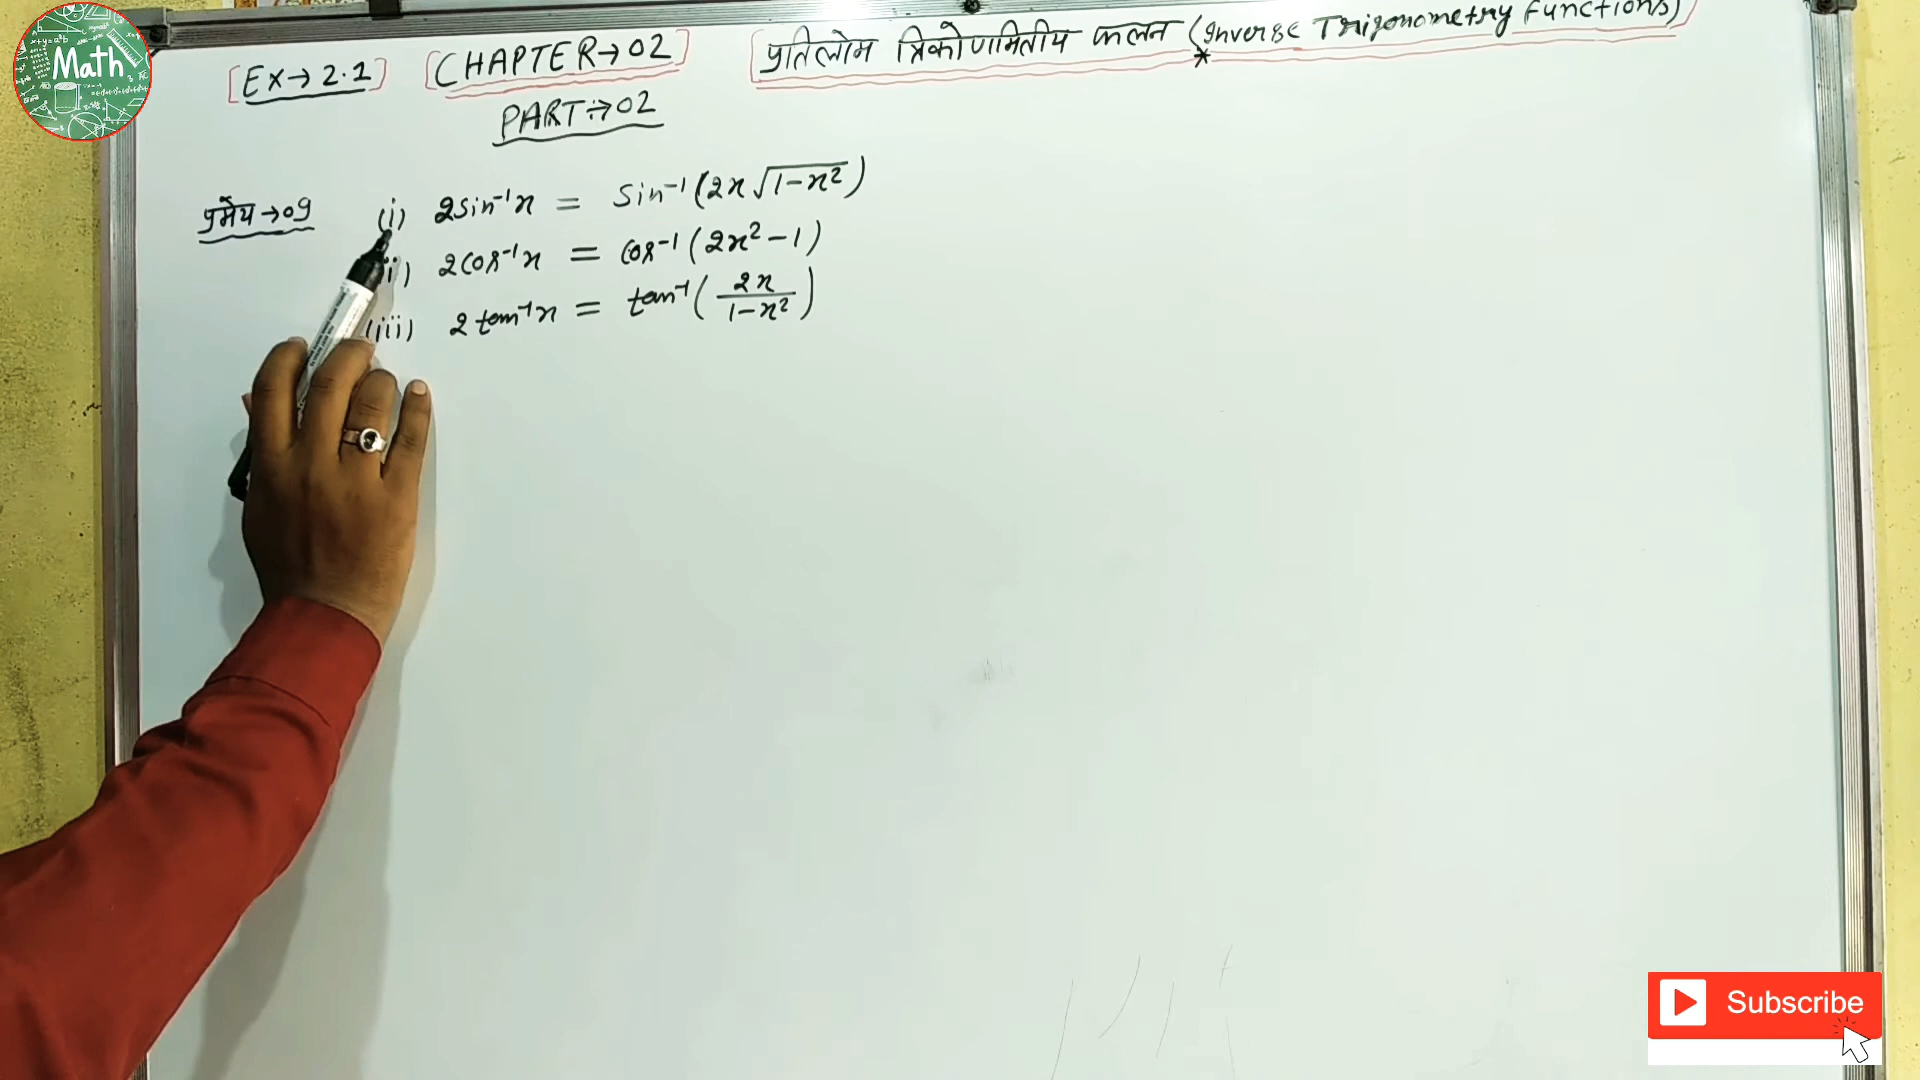 Math
[Ex→2.1] [CHAPTER→02] प्रतिलोम त्रिकोणमितीय फलन (Inverse Trigonometry Functions)
PART÷→02
प्रमेय→09 (i) 2sin⁻¹x = Sin⁻¹(2x√1-x²)
(ii) 2cos⁻¹x = cos⁻¹(2x²-1)
(iii) 2tan⁻¹x = tan⁻¹(2x/1-x²)
Subscribe